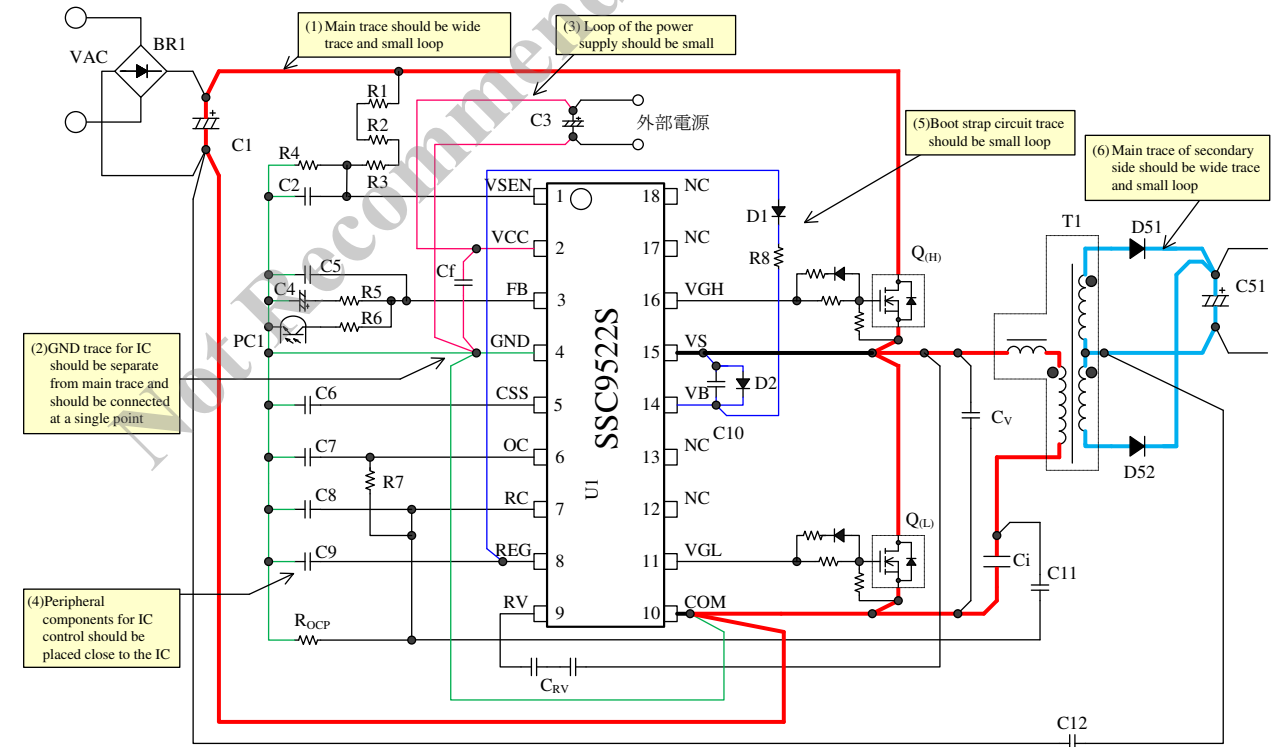 (1) Main trace should be wide
trace and small loop
(3) Loop of the power
supply should be small
VAC
BR1
C1
R1
R2
R3
R4
C2
C3
外部電源
(5)Boot strap circuit trace
should be small loop
(6) Main trace of secondary
side should be wide trace
and small loop
VSEN
1
18
NC
VCC
2
17
NC
D1
R8
T1
D51
C51
Cf
C5
C4
R5
R6
PC1
FB
3
16
VGH
Q(H)
GND
4
15
VS
(2)GND trace for IC
should be separate
from main trace and
should be connected
at a single point
C6
CSS
5
14
VB
D2
C10
CV
D52
SSC9522S
U1
C7
R7
OC
6
13
NC
C8
RC
7
12
NC
C9
REG
8
11
VGL
Q(L)
Ci
C11
(4)Peripheral
components for IC
control should be
placed close to the IC
RV
9
10
COM
ROCP
CRV
C12
Not Recommend